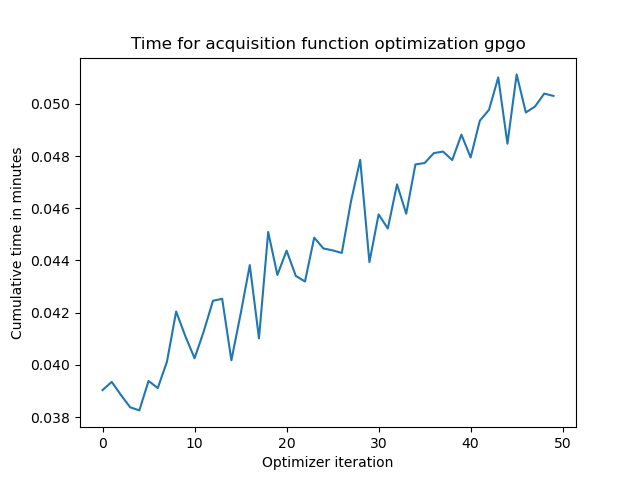 Time for acquisition function optimization gpgo
0.050
0.048
0.046
0.044
0.042
0.040
0.038
Cumulative time in minutes
0 10 20 30 40 50
Optimizer iteration